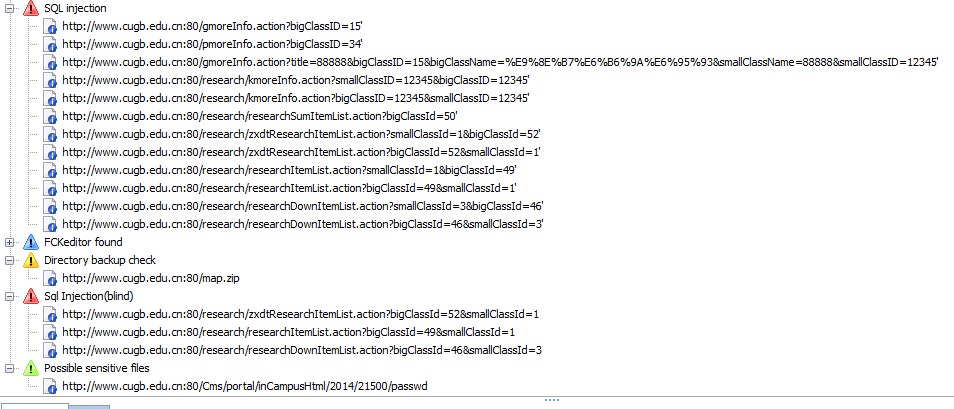 SQL injection
http://www.cugb.edu.cn:80/gmoreInfo.action?bigClassID=15'
http://www.cugb.edu.cn:80/pmoreInfo.action?bigClassID=34'
http://www.cugb.edu.cn:80/gmoreInfo.action?title=88888&bigClassID=15&bigClassName=%E9%8E%B7%E6%B6%9A%E6%95%93&smallClassName=88888&smallClassID=12345'
http://www.cugb.edu.cn:80/research/kmoreInfo.action?smallClassID=12345&bigClassID=12345'
http://www.cugb.edu.cn:80/research/kmoreInfo.action?bigClassID=12345&smallClassID=12345'
http://www.cugb.edu.cn:80/research/researchSumItemList.action?bigClassId=50'
http://www.cugb.edu.cn:80/research/zxdtResearchItemList.action?smallClassId=1&bigClassId=52'
http://www.cugb.edu.cn:80/research/zxdtResearchItemList.action?bigClassId=52&smallClassId=1'
http://www.cugb.edu.cn:80/research/researchItemList.action?smallClassId=1&bigClassId=49'
http://www.cugb.edu.cn:80/research/researchItemList.action?bigClassId=49&smallClassId=1'
http://www.cugb.edu.cn:80/research/researchDownItemList.action?smallClassId=3&bigClassId=46'
http://www.cugb.edu.cn:80/research/researchDownItemList.action?bigClassId=46&smallClassId=3'
FCKeditor found
Directory backup check
http://www.cugb.edu.cn:80/map.zip
Sql Injection(blind)
http://www.cugb.edu.cn:80/research/zxdtResearchItemList.action?bigClassId=52&smallClassId=1
http://www.cugb.edu.cn:80/research/researchItemList.action?bigClassId=49&smallClassId=1
http://www.cugb.edu.cn:80/research/researchDownItemList.action?bigClassId=46&smallClassId=3
Possible sensitive files
http://www.cugb.edu.cn:80/Cms/portal/inCampusHtml/2014/21500/passwd